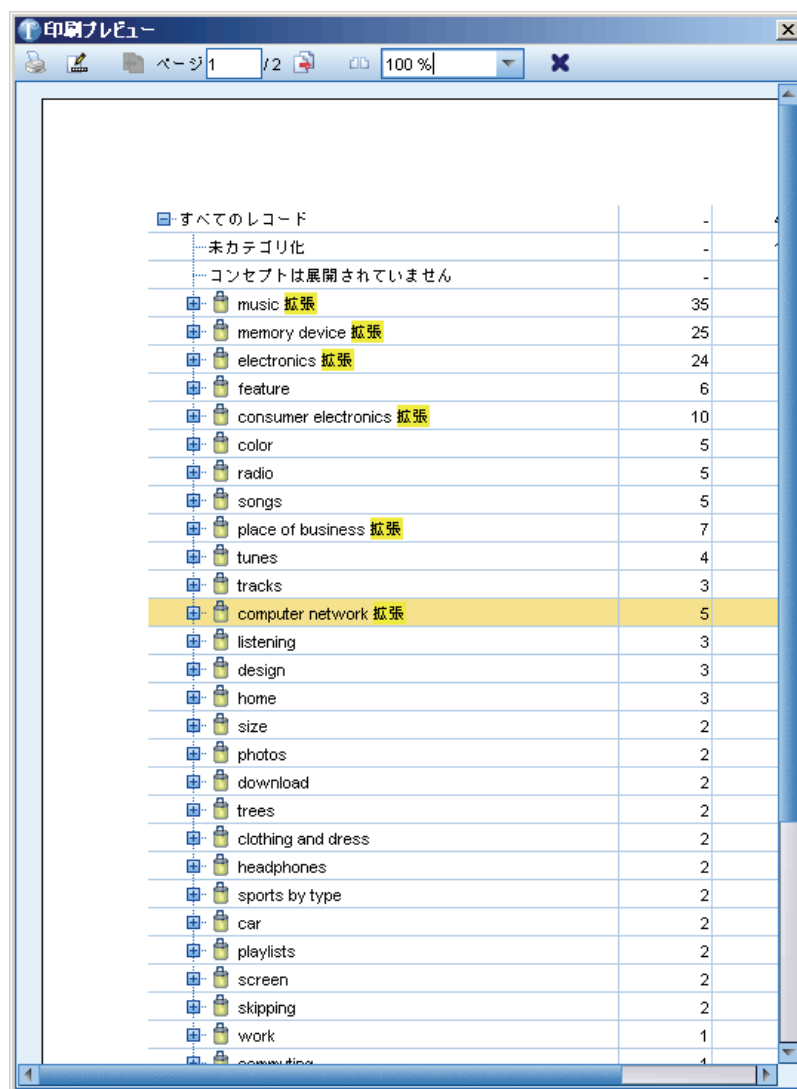 印刷プレビュー
ページ 1 / 2 100 %
すべてのレコード -
未カテゴリ化 -
コンセプトは展開されていません -
music 拡張 35
memory device 拡張 25
electronics 拡張 24
feature 6
consumer electronics 拡張 10
color 5
radio 5
songs 5
place of business 拡張 7
tunes 4
tracks 3
computer network 拡張 5
listening 3
design 3
home 3
size 2
photos 2
download 2
trees 2
clothing and dress 2
headphones 2
sports by type 2
car 2
playlists 2
screen 2
skipping 2
work 1
commuting 1